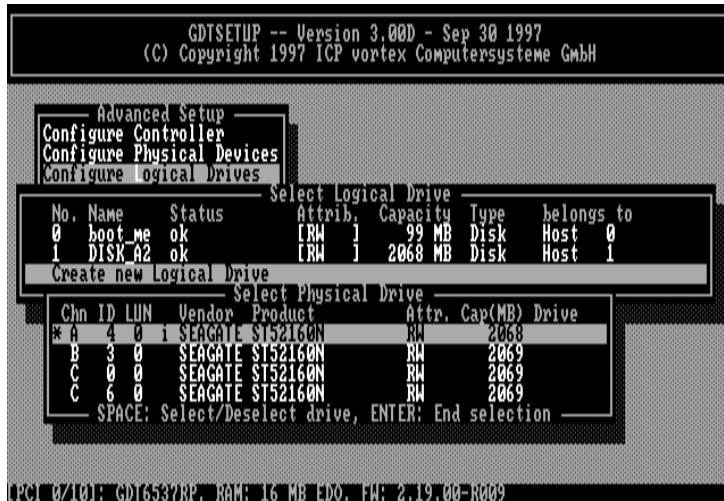 GDTSETUP -- Version 3.00D - Sep 30 1997
(C) Copyright 1997 ICP vortex Computersysteme GmbH
Advanced Setup
Configure Controller
Configure Physical Devices
Configure Logical Drives
Select Logical Drive
No. Name Status Attrib. Capacity Type belongs to
0 boot_me ok [RW ] 99 MB Disk Host 0
1 DISK_A2 ok [RW ] 2068 MB Disk Host 1
Create new Logical Drive
Select Physical Drive
Chn ID LUN Vendor Product Attr. Cap(MB) Drive
* A 4 0 i SEAGATE ST52160N RW 2068
B 3 0 SEAGATE ST52160N RW 2069
C 0 0 SEAGATE ST52160N RW 2069
C 6 0 SEAGATE ST52160N RW 2069
SPACE: Select/Deselect drive, ENTER: End selection
[PCI 0/10]: GDT6537RP, RAM: 16 MB EDO, FW: 2.19.00-R009